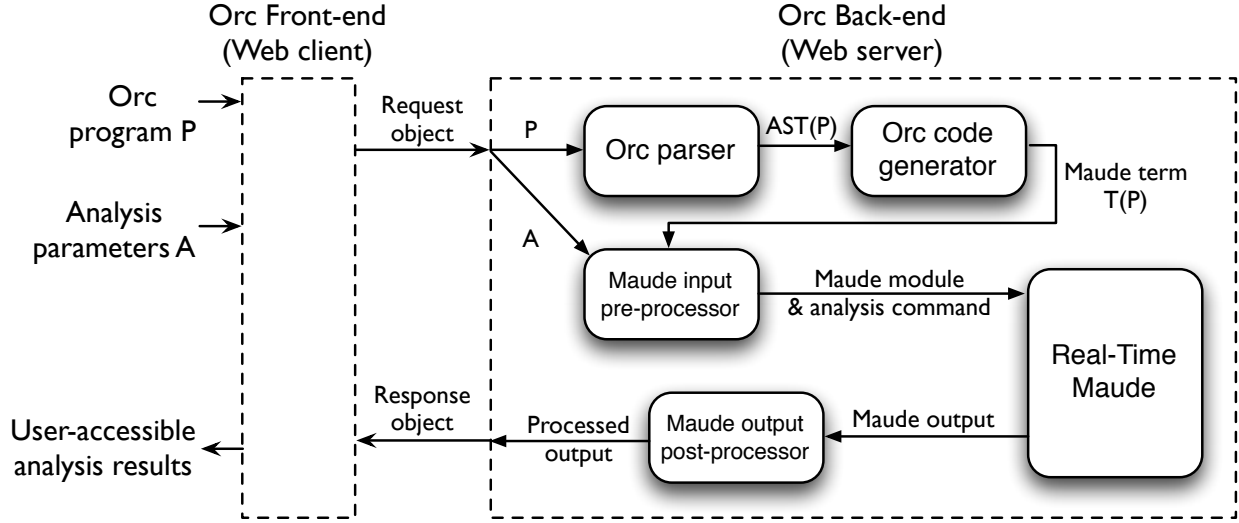 Orc Front-end
(Web client)
Orc Back-end
(Web server)
Orc
program P
Request
object
P
Orc parser
AST(P)
Orc code
generator
Maude term
T(P)
Analysis
parameters A
A
Maude input
pre-processor
Maude module
& analysis command
Real-Time
Maude
User-accessible
analysis results
Response
object
Processed
output
Maude output
post-processor
Maude output